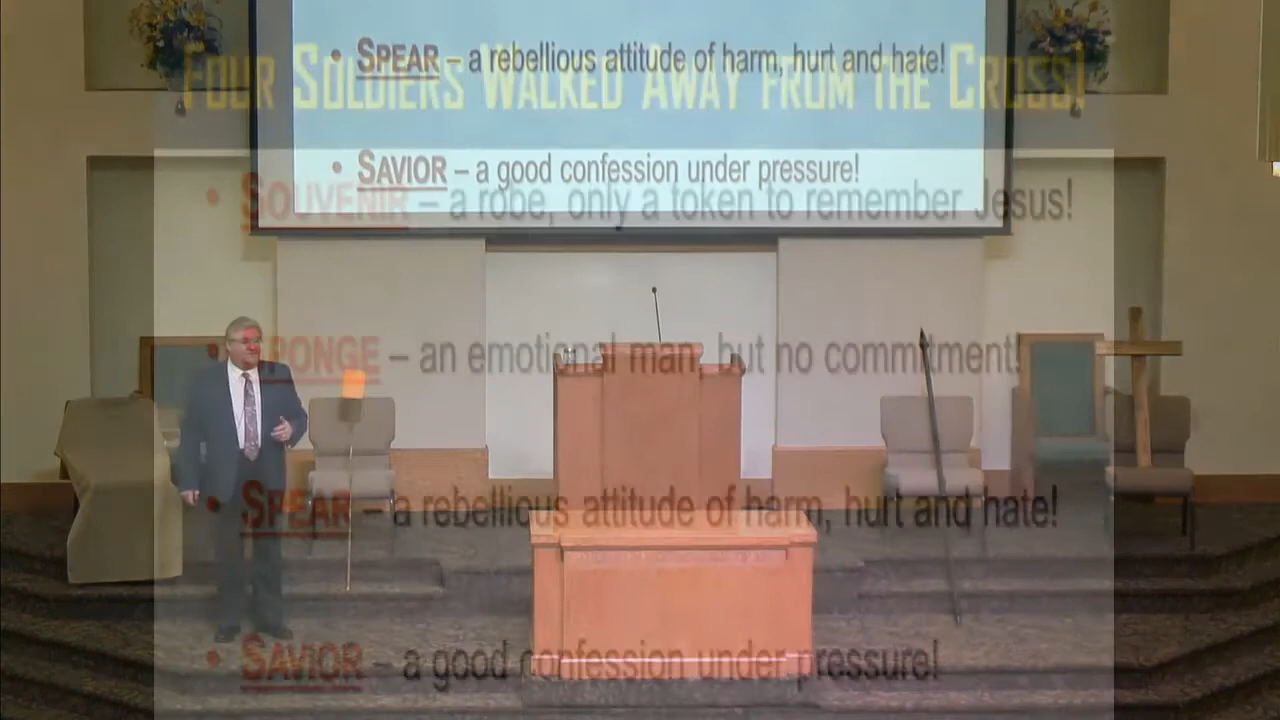 • SPEAR – a rebellious attitude of harm, hurt and hate!
FOUR SOLDIERS WALKED AWAY FROM THE CROSS!
• SAVIOR – a good confession under pressure!
• SOUVENIR – a robe, only a token to remember Jesus!
• SPONGE – an emotional man, but no commitment!
• SPEAR – a rebellious attitude of harm, hurt and hate!
• SAVIOR – a good confession under pressure!